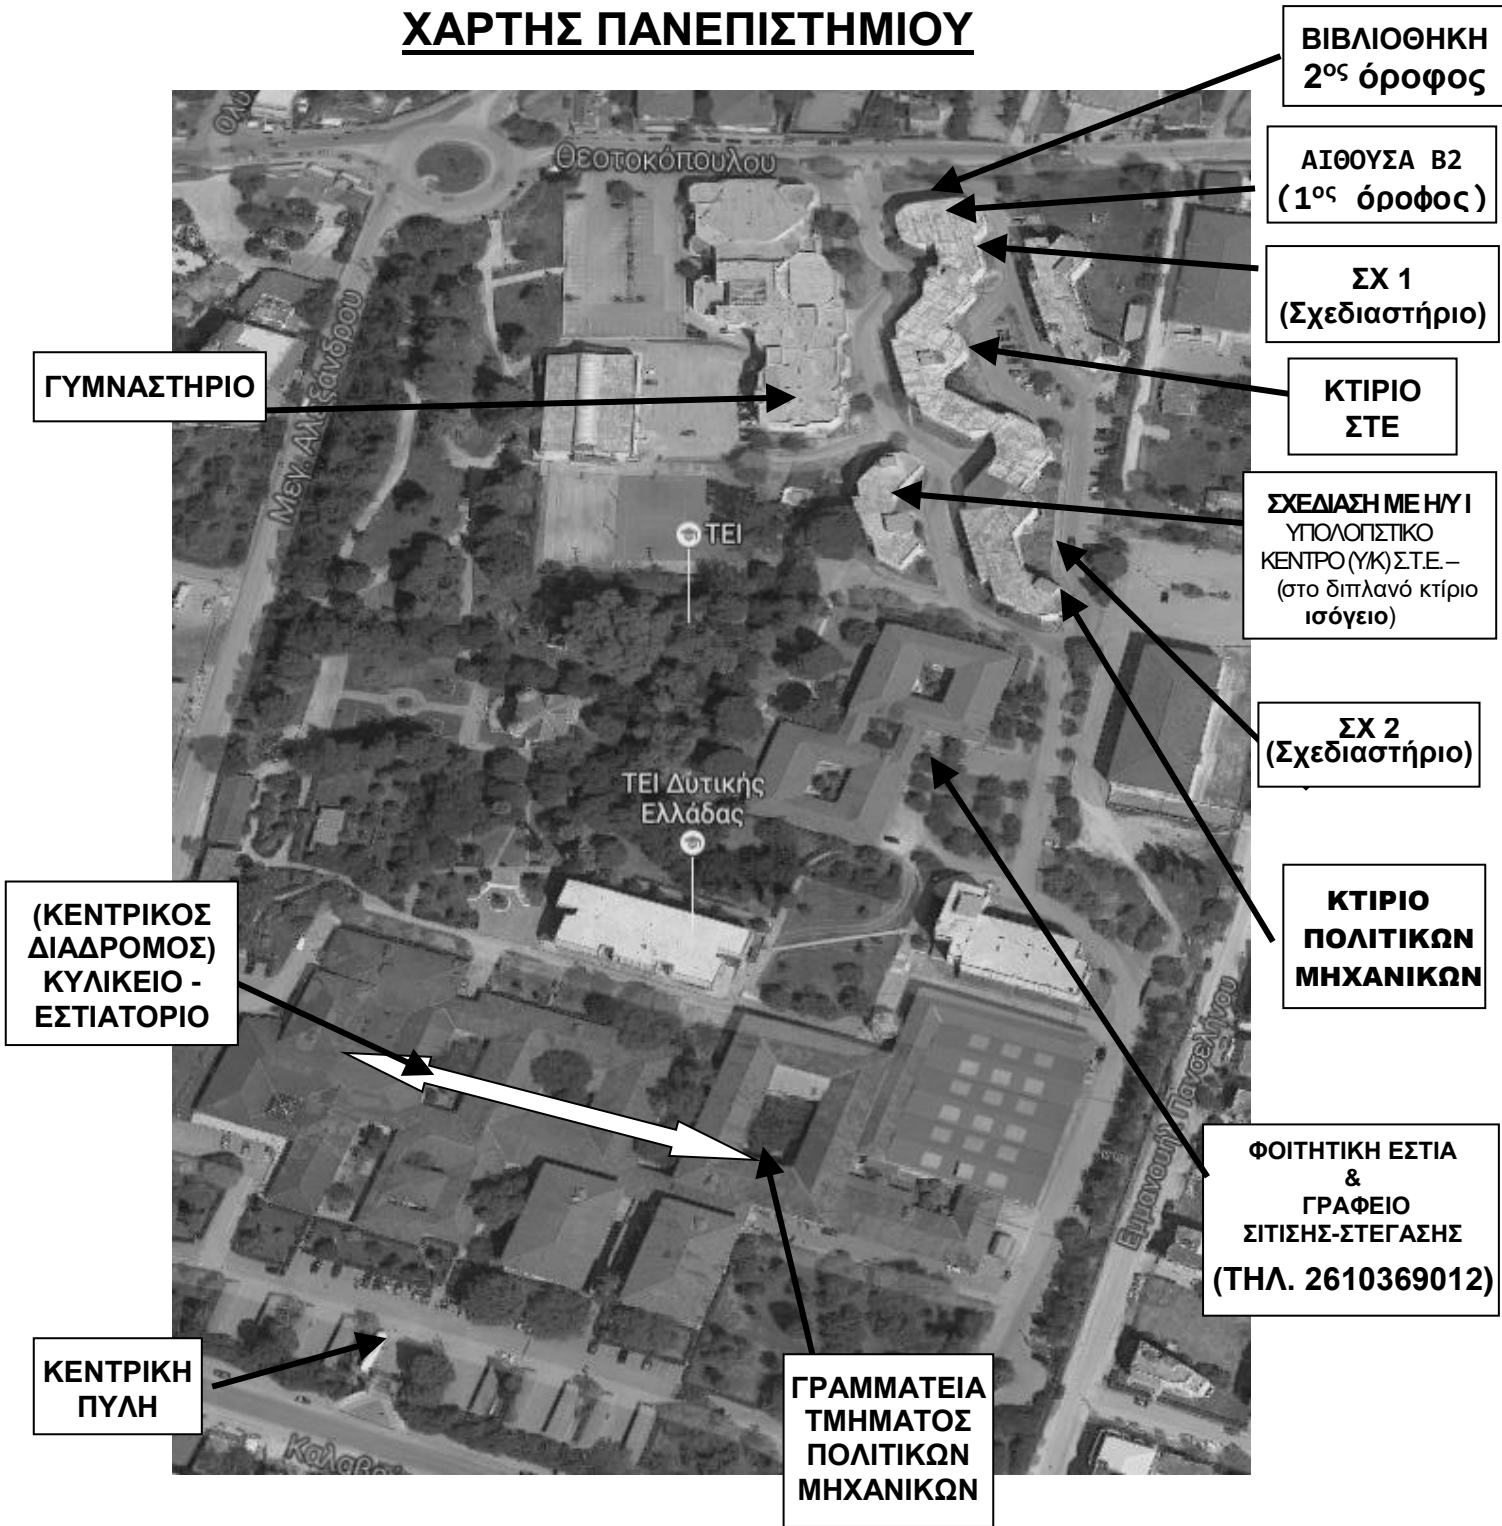 ΧΑΡΤΗΣ ΠΑΝΕΠΙΣΤΗΜΙΟΥ
ΒΙΒΛΙΟΘΗΚΗ
2ος όροφος
ΑΙΘΟΥΣΑ Β2
(1ος όροφος)
Θεοτοκόπουλου
ΣΧ 1
(Σχεδιαστήριο)
Μεγ. Αλεξάνδρου
ΓΥΜΝΑΣΤΗΡΙΟ
ΚΤΙΡΙΟ
ΣΤΕ
ΣΧΕΔΙΑΣΗ ΜΕ Η/Υ Ι
ΥΠΟΛΟΓΙΣΤΙΚΟ
ΚΕΝΤΡΟ (Υ/Κ) Σ.Τ.Ε. –
(στο διπλανό κτίριο
ισόγειο)
ΤΕΙ
ΣΧ 2
(Σχεδιαστήριο)
ΤΕΙ Δυτικής
Ελλάδας
ΚΤΙΡΙΟ
ΠΟΛΙΤΙΚΩΝ
ΜΗΧΑΝΙΚΩΝ
(ΚΕΝΤΡΙΚΟΣ
ΔΙΑΔΡΟΜΟΣ)
ΚΥΛΙΚΕΙΟ -
ΕΣΤΙΑΤΟΡΙΟ
Εμμανουήλ Πανσελήνου
ΦΟΙΤΗΤΙΚΗ ΕΣΤΙΑ
&
ΓΡΑΦΕΙΟ
ΣΙΤΙΣΗΣ-ΣΤΕΓΑΣΗΣ
(ΤΗΛ. 2610369012)
ΚΕΝΤΡΙΚΗ
ΠΥΛΗ
ΓΡΑΜΜΑΤΕΙΑ
ΤΜΗΜΑΤΟΣ
ΠΟΛΙΤΙΚΩΝ
ΜΗΧΑΝΙΚΩΝ